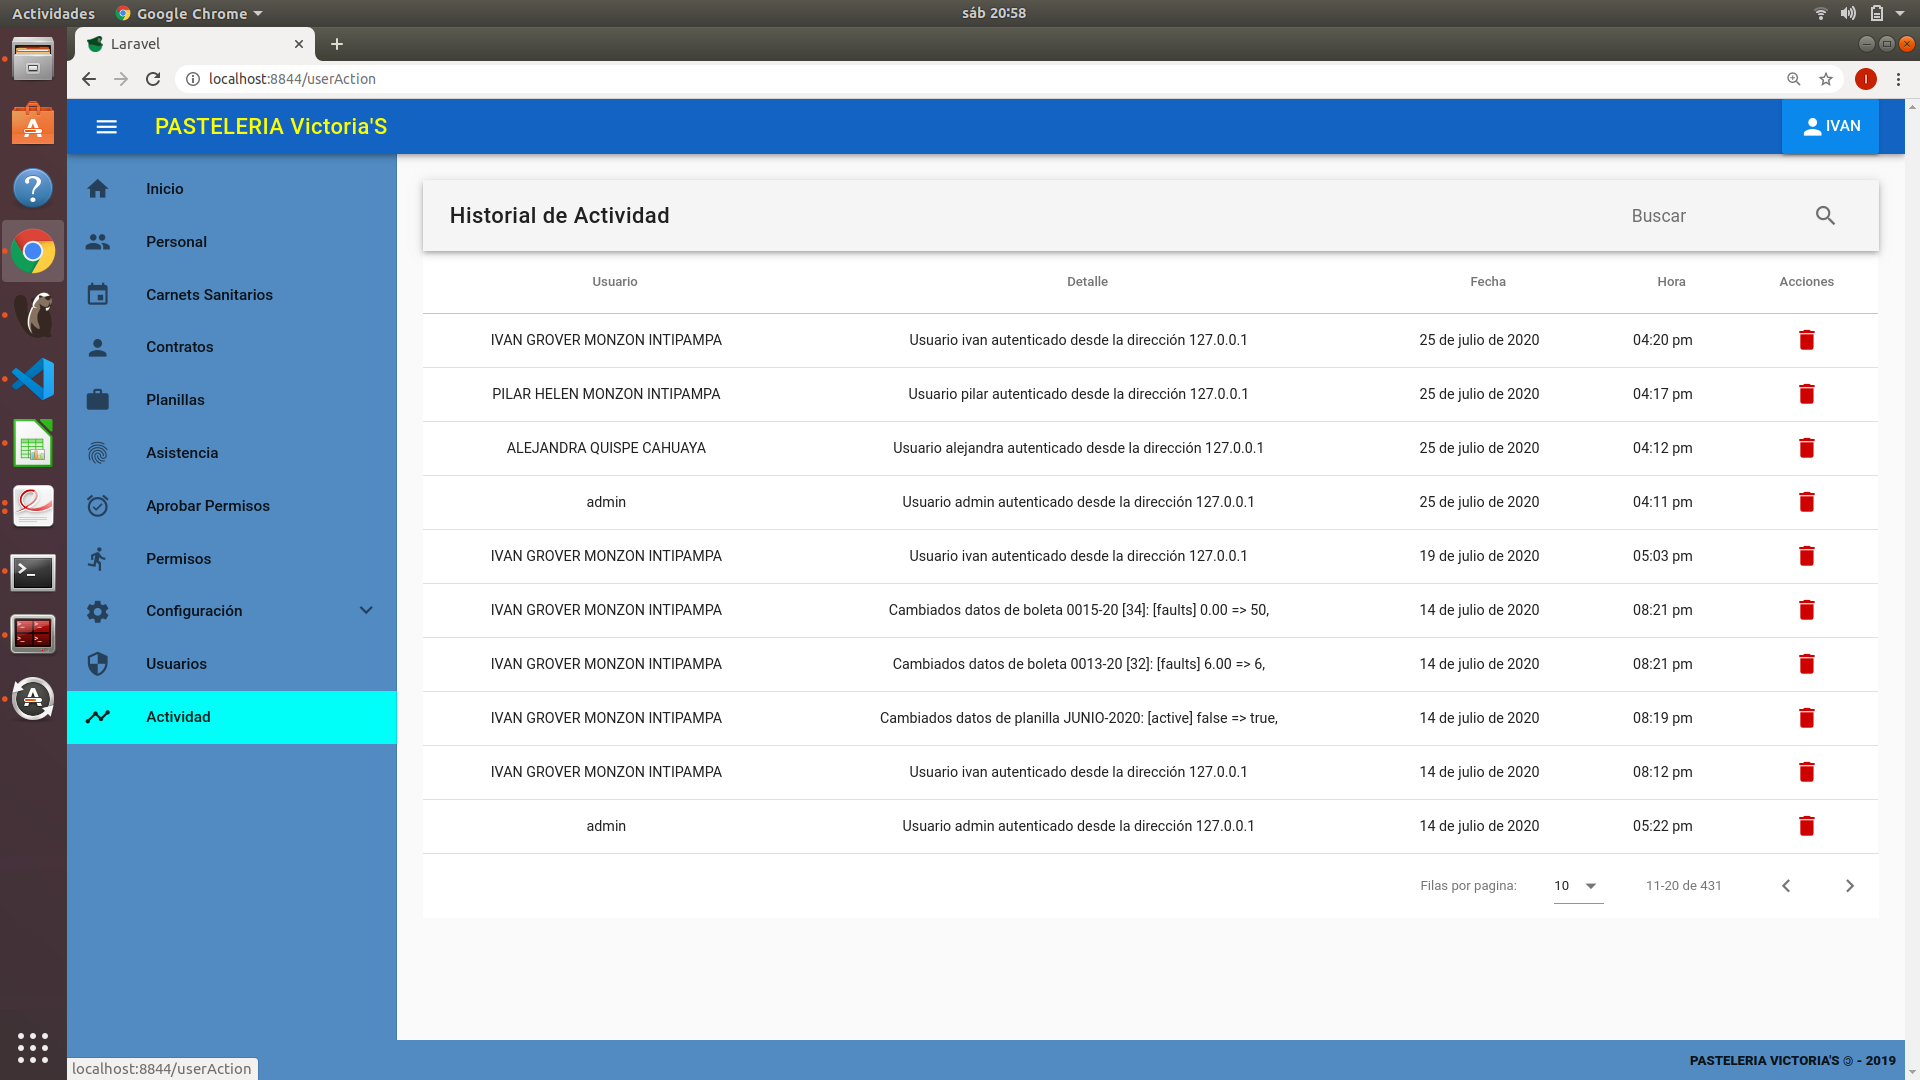 Actividades Google Chrome sáb 20:58
Laravel
localhost:8844/userAction I
PASTELERIA Victoria'S IVAN
Inicio
Personal
Carnets Sanitarios
Contratos
Planillas
Asistencia
Aprobar Permisos
Permisos
Configuración
Usuarios
Actividad
Historial de Actividad Buscar
Usuario Detalle Fecha Hora Acciones
IVAN GROVER MONZON INTIPAMPA Usuario ivan autenticado desde la dirección 127.0.0.1 25 de julio de 2020 04:20 pm
PILAR HELEN MONZON INTIPAMPA Usuario pilar autenticado desde la dirección 127.0.0.1 25 de julio de 2020 04:17 pm
ALEJANDRA QUISPE CAHUAYA Usuario alejandra autenticado desde la dirección 127.0.0.1 25 de julio de 2020 04:12 pm
admin Usuario admin autenticado desde la dirección 127.0.0.1 25 de julio de 2020 04:11 pm
IVAN GROVER MONZON INTIPAMPA Usuario ivan autenticado desde la dirección 127.0.0.1 19 de julio de 2020 05:03 pm
IVAN GROVER MONZON INTIPAMPA Cambiados datos de boleta 0015-20 [34]: [faults] 0.00 => 50, 14 de julio de 2020 08:21 pm
IVAN GROVER MONZON INTIPAMPA Cambiados datos de boleta 0013-20 [32]: [faults] 6.00 => 6, 14 de julio de 2020 08:21 pm
IVAN GROVER MONZON INTIPAMPA Cambiados datos de planilla JUNIO-2020: [active] false => true, 14 de julio de 2020 08:19 pm
IVAN GROVER MONZON INTIPAMPA Usuario ivan autenticado desde la dirección 127.0.0.1 14 de julio de 2020 08:12 pm
admin Usuario admin autenticado desde la dirección 127.0.0.1 14 de julio de 2020 05:22 pm
Filas por pagina: 10 11-20 de 431
PASTELERIA VICTORIA'S © - 2019
localhost:8844/userAction